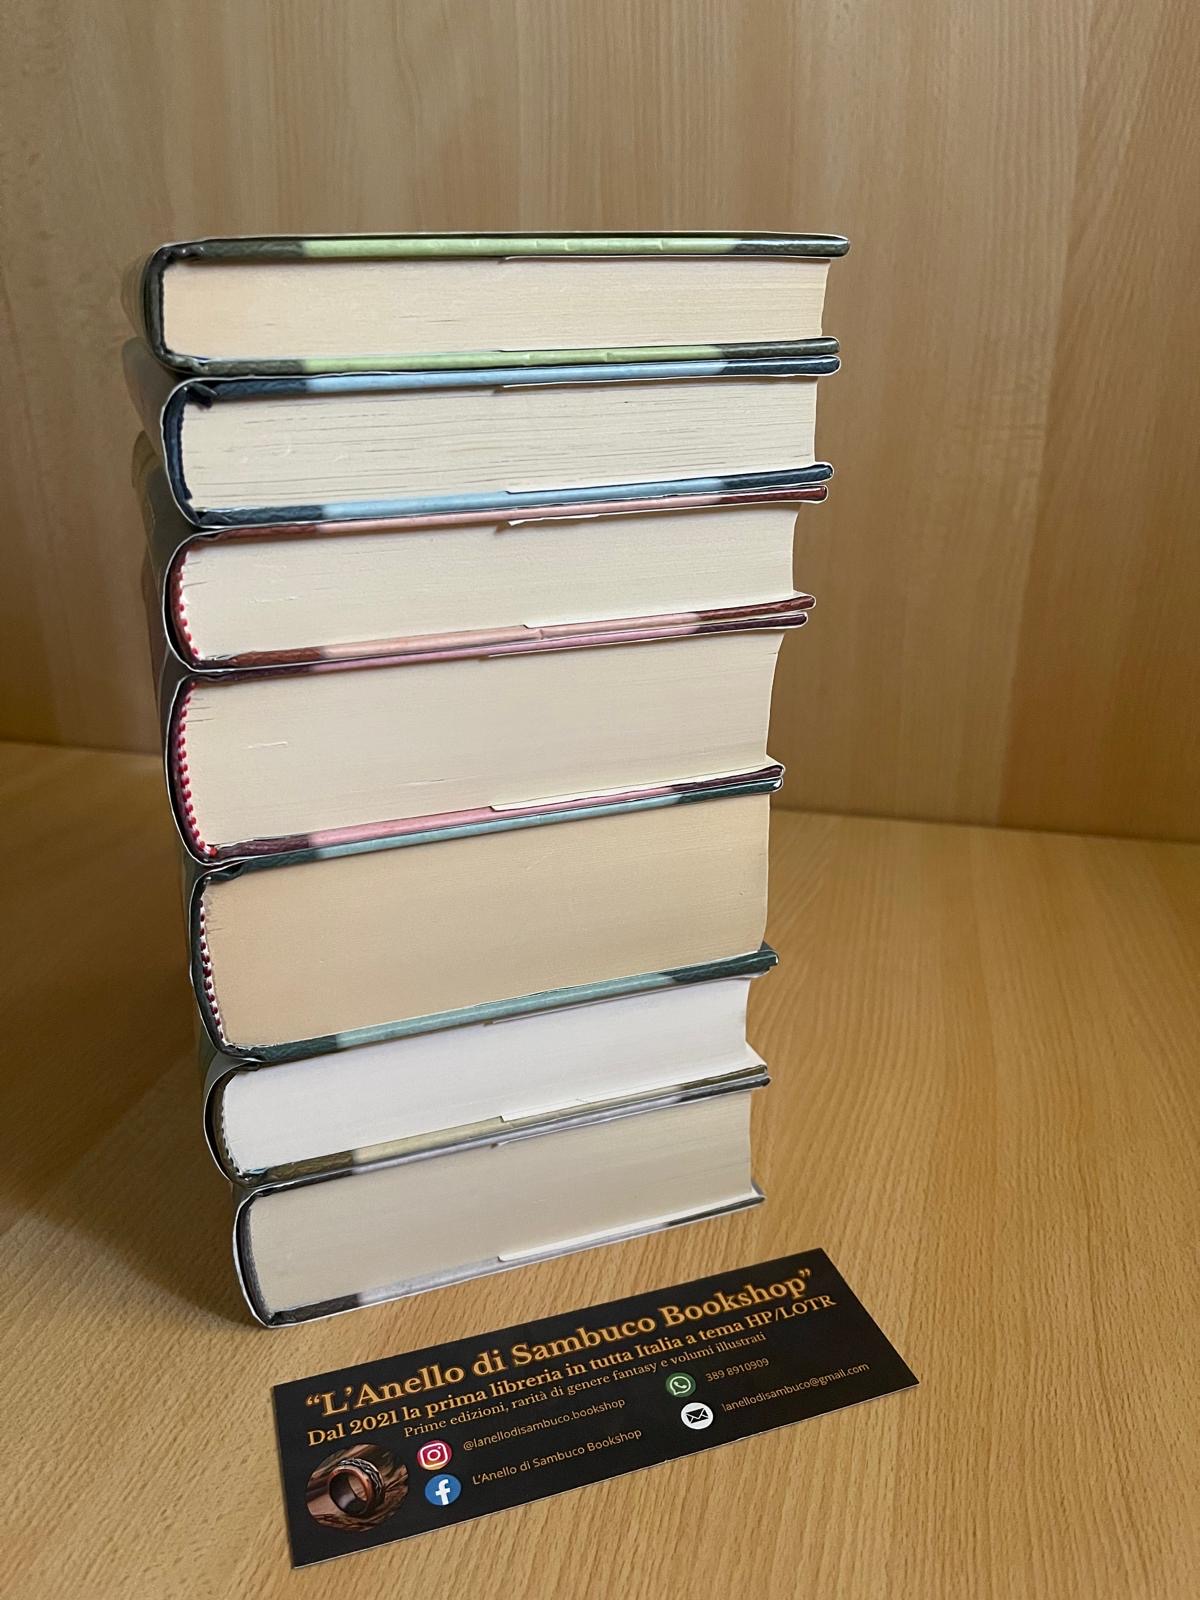 “L’Anello di Sambuco Bookshop”
Dal 2021 la prima libreria in tutta Italia a tema HP/LOTR
Prime edizioni, rarità di genere fantasy e volumi illustrati
@lanellodisambuco.bookshop
389 8910909
L'Anello di Sambuco Bookshop
lanellodisambuco@gmail.com